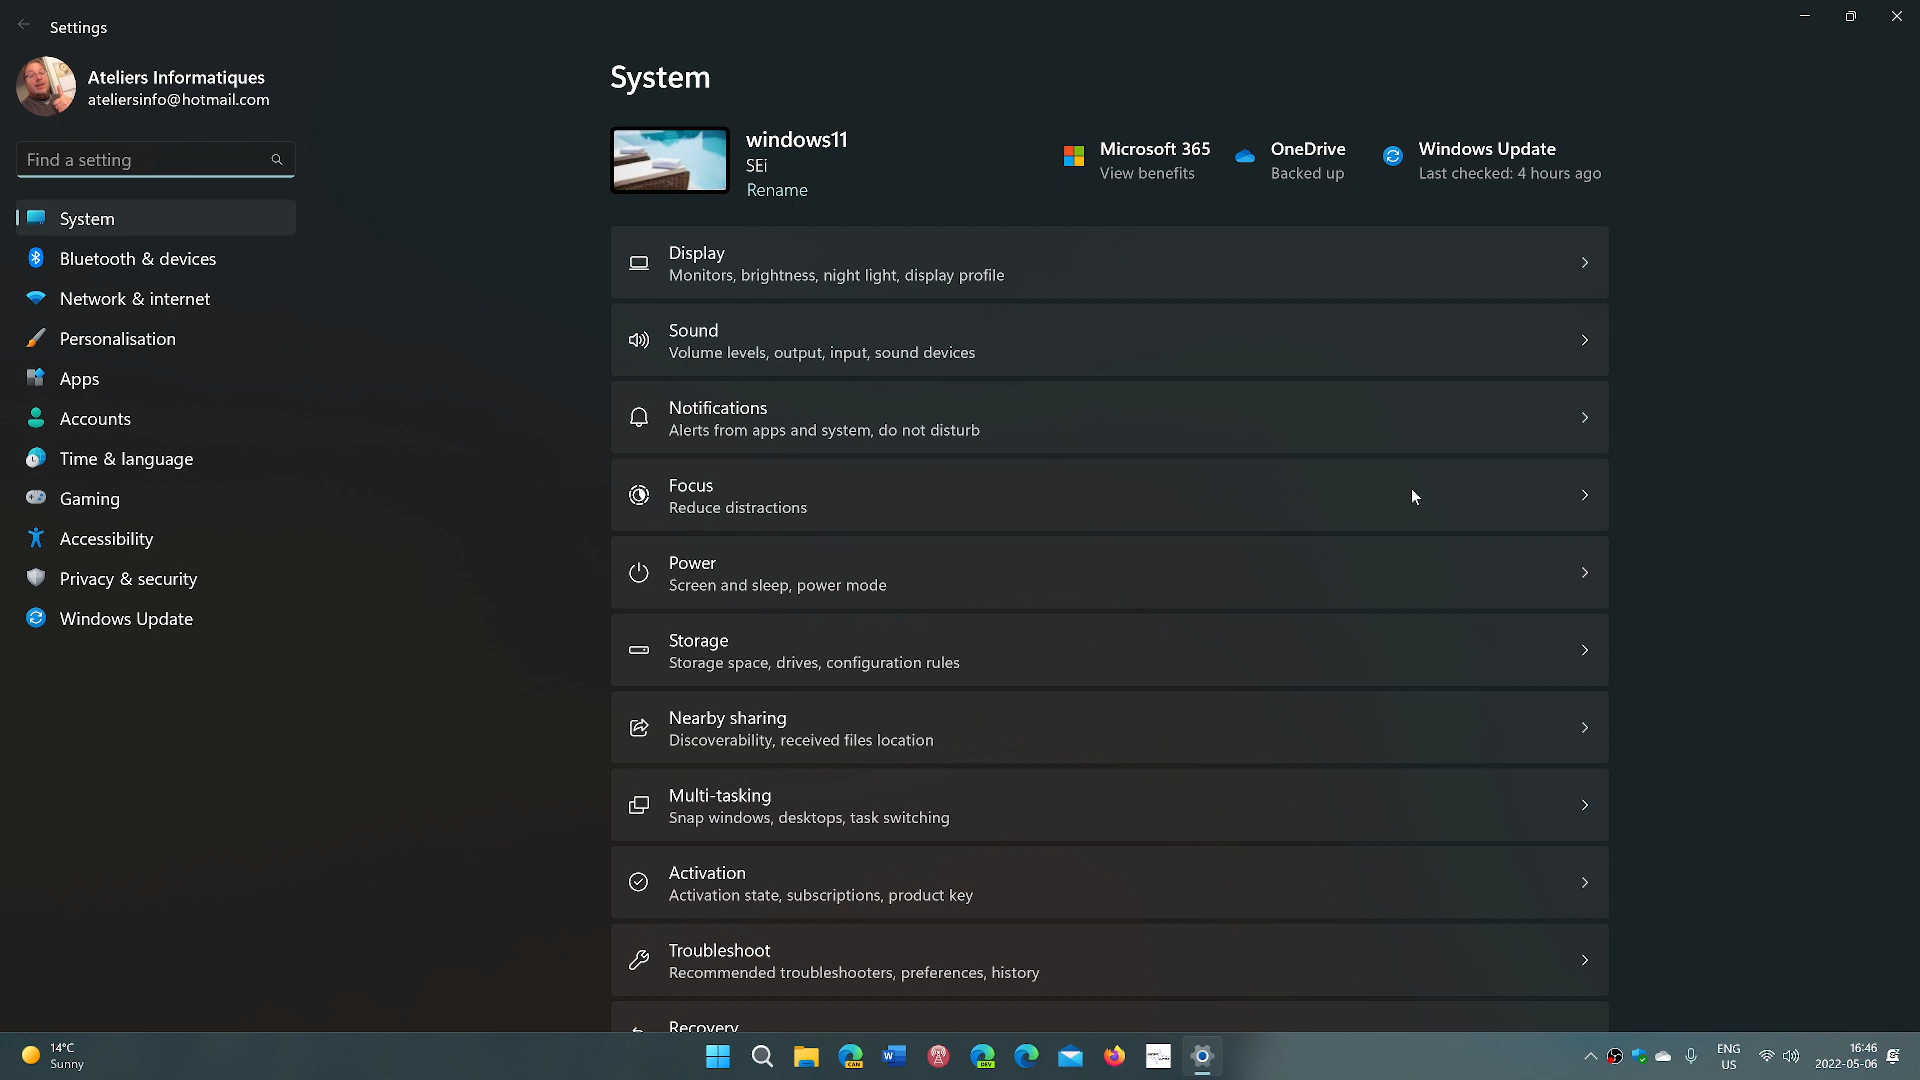 Settings
Ateliers Informatiques
ateliersinfo@hotmail.com
Find a setting
System
Bluetooth & devices
Network & internet
Personalisation
Apps
Accounts
Time & language
Gaming
Accessibility
Privacy & security
Windows Update
System
windows11
SEi
Rename
Microsoft 365
View benefits
OneDrive
Backed up
Windows Update
Last checked: 4 hours ago
Display
Monitors, brightness, night light, display profile
Sound
Volume levels, output, input, sound devices
Notifications
Alerts from apps and system, do not disturb
Focus
Reduce distractions
Power
Screen and sleep, power mode
Storage
Storage space, drives, configuration rules
Nearby sharing
Discoverability, received files location
Multi-tasking
Snap windows, desktops, task switching
Activation
Activation state, subscriptions, product key
Troubleshoot
Recommended troubleshooters, preferences, history
Recovery
14°C
Sunny
CAN
DEV
ENG
US
16:46
2022-05-06